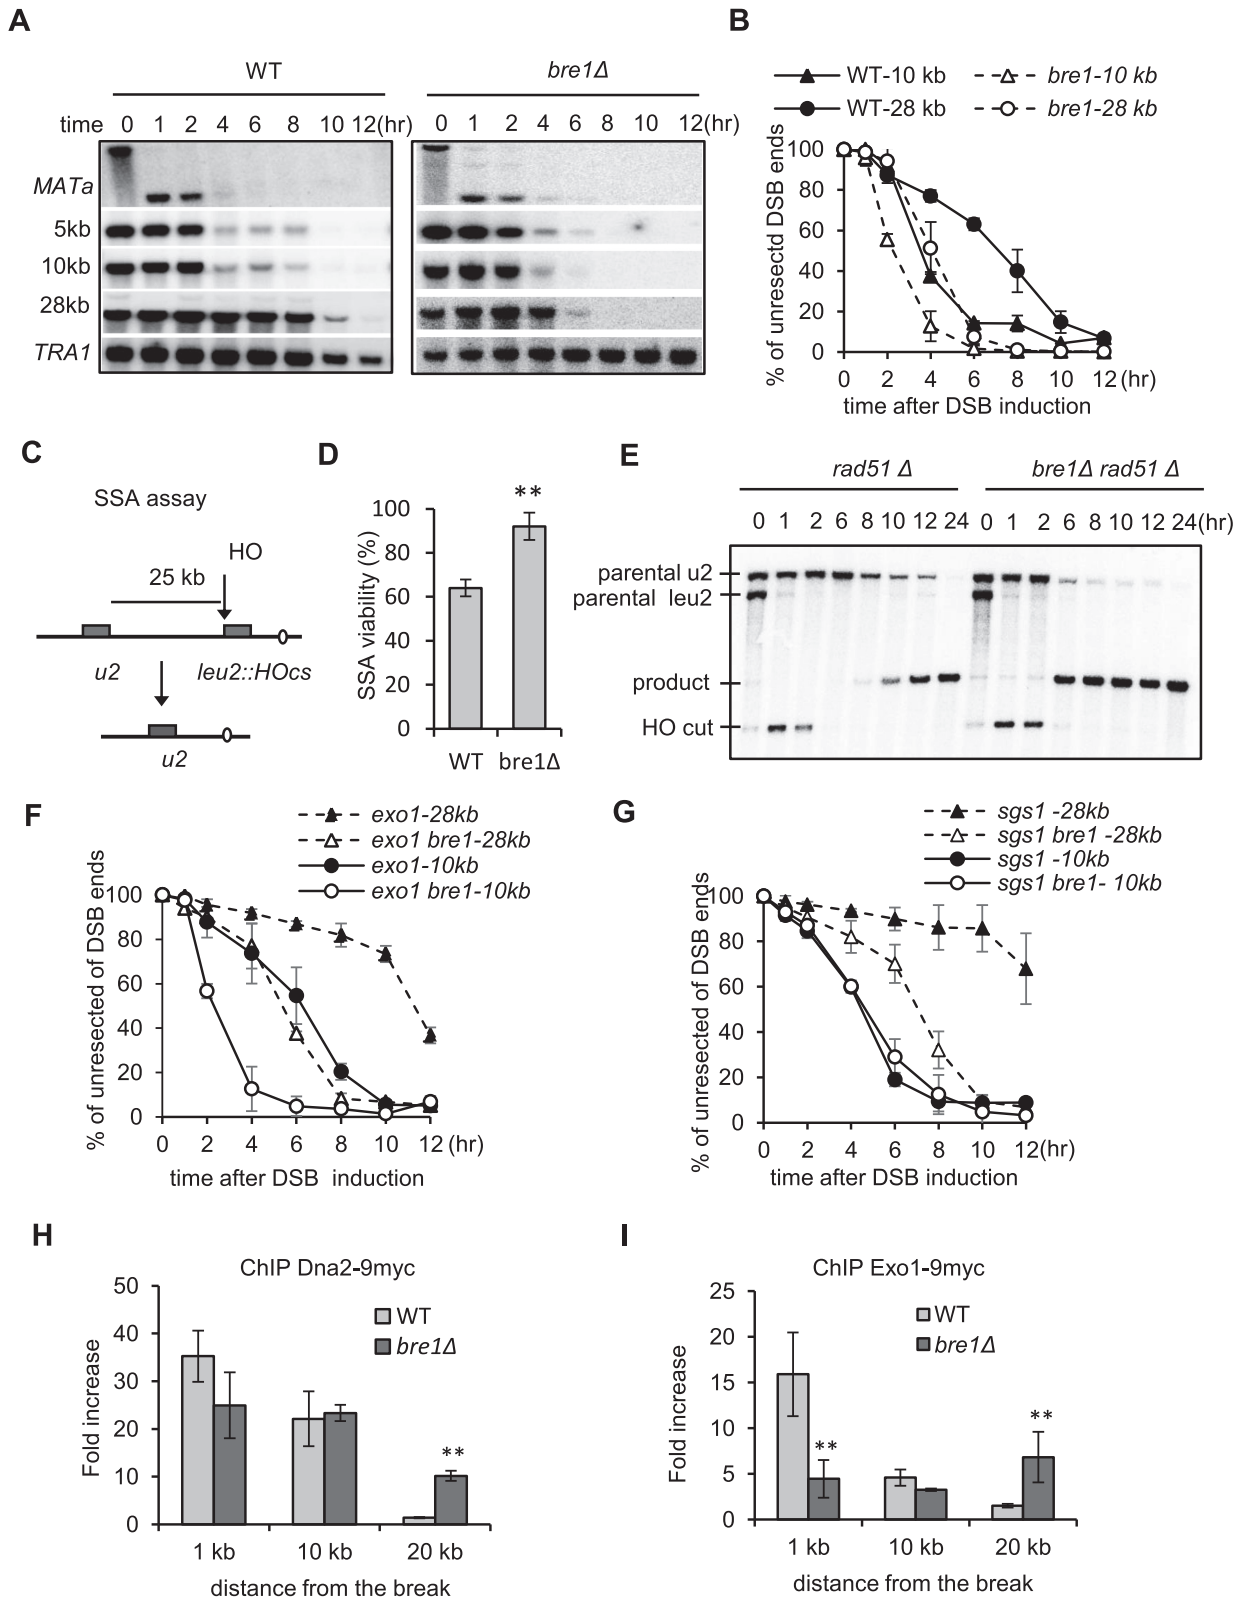 A
WT
bre1Δ
time 0 1 2 4 6 8 10 12(hr) 0 1 2 4 6 8 10 12(hr)
MATa
5kb
10kb
28kb
TRA1
B
WT-10 kb
bre1-10 kb
WT-28 kb
bre1-28 kb
% of unresectd DSB ends
100
80
60
40
20
0
0 2 4 6 8 10 12 (hr)
time after DSB induction
C
SSA assay
HO
25 kb
u2
leu2::HOcs
u2
D
SSA viability (%)
100
80
60
40
20
0
**
WT bre1Δ
E
rad51 Δ
bre1Δ rad51 Δ
0 1 2 6 8 10 12 24 0 1 2 6 8 10 12 24(hr)
parental u2
parental leu2
product
HO cut
F
exo1-28kb
exo1 bre1-28kb
exo1-10kb
exo1 bre1-10kb
% of unresected of DSB ends
100
80
60
40
20
0
0 2 4 6 8 10 12 (hr)
time after DSB induction
G
sgs1 -28kb
sgs1 bre1 -28kb
sgs1 -10kb
sgs1 bre1- 10kb
% of unresected of DSB ends
100
80
60
40
20
0
0 2 4 6 8 10 12(hr)
time after DSB induction
H
ChIP Dna2-9myc
WT
bre1Δ
Fold increase
50
40
30
20
10
0
**
1 kb 10 kb 20 kb
distance from the break
I
ChIP Exo1-9myc
WT
bre1Δ
Fold increase
25
20
15
10
5
0
**
**
1 kb 10 kb 20 kb
distance from the break